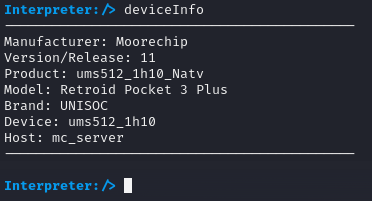 Interpreter:/> deviceInfo
Manufacturer: Moorechip
Version/Release: 11
Product: ums512_1h10_Natv
Model: Retroid Pocket 3 Plus
Brand: UNISOC
Device: ums512_1h10
Host: mc_server
Interpreter:/>